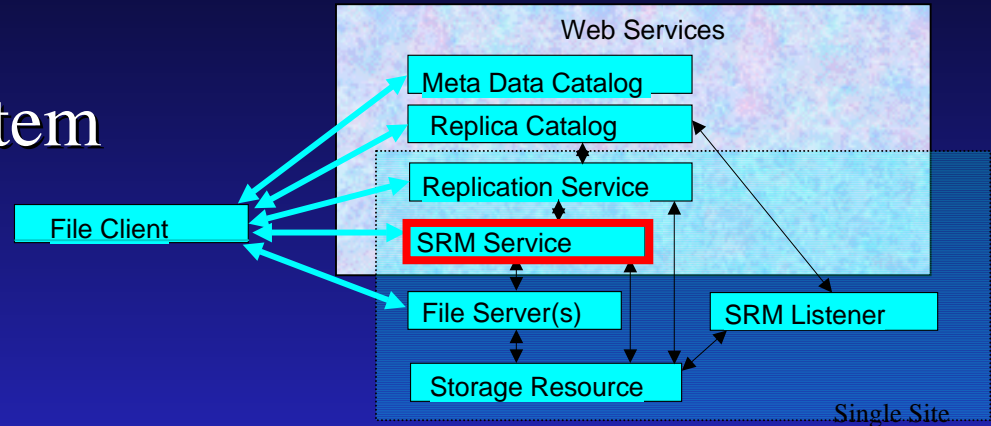 Web Services
Meta Data Catalog
tem
Replica Catalog
Replication Service
File Client
SRM Service
File Server(s)
SRM Listener
Storage Resource
Single Site